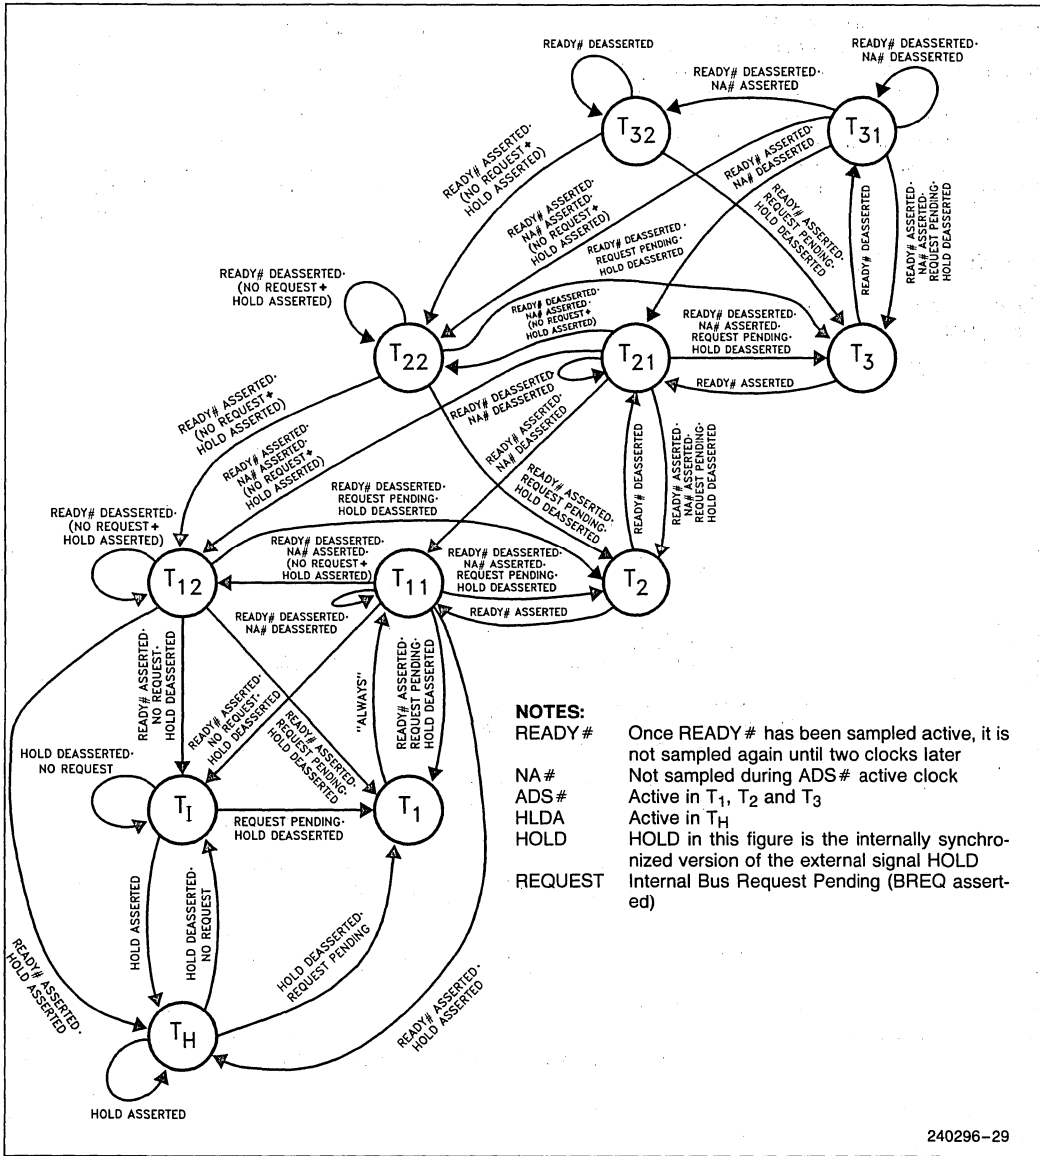 READY# DEASSERTED
READY# DEASSERTED·
NA# DEASSERTED
READY# DEASSERTED·
NA# ASSERTED
T32
T31
READY# ASSERTED·
(NO REQUEST+
HOLD ASSERTED)
READY# ASSERTED·
NA# DEASSERTED
READY# ASSERTED·
NA# ASSERTED·
(NO REQUEST+
HOLD ASSERTED)
READY# ASSERTED·
REQUEST PENDING·
HOLD DEASSERTED
READY# DEASSERTED
READY# ASSERTED·
NA# ASSERTED·
REQUEST PENDING·
HOLD DEASSERTED
READY# DEASSERTED·
REQUEST PENDING·
HOLD DEASSERTED
READY# DEASSERTED·
(NO REQUEST+
HOLD ASSERTED)
READY# DEASSERTED·
NA# ASSERTED·
(NO REQUEST+
HOLD ASSERTED
READY# DEASSERTED·
NA# ASSERTED·
REQUEST PENDING·
HOLD DEASSERTED
T22
T21
T3
READY# ASSERTED
READY# DEASSERTED·
NA# DEASSERTED
READY# ASSERTED·
(NO REQUEST+
HOLD ASSERTED)
READY# ASSERTED·
NA# ASSERTED·
(NO REQUEST+
HOLD ASSERTED)
READY# ASSERTED·
NA# DEASSERTED
READY# ASSERTED·
REQUEST PENDING·
HOLD DEASSERTED
READY# DEASSERTED
READY# ASSERTED·
NA# ASSERTED·
REQUEST PENDING·
HOLD DEASSERTED
READY# DEASSERTED·
REQUEST PENDING·
HOLD DEASSERTED
READY# DEASSERTED·
(NO REQUEST+
HOLD ASSERTED)
READY# DEASSERTED·
NA# ASSERTED·
(NO REQUEST+
HOLD ASSERTED)
READY# DEASSERTED·
NA# ASSERTED·
REQUEST PENDING·
HOLD DEASSERTED
T12
T11
T2
READY# ASSERTED
READY# DEASSERTED·
NA# DEASSERTED
READY# ASSERTED·
NO REQUEST·
HOLD DEASSERTED
READY# ASSERTED·
NO REQUEST·
HOLD DEASSERTED
READY# ASSERTED·
REQUEST PENDING·
HOLD DEASSERTED
"ALWAYS"
READY# ASSERTED·
REQUEST PENDING·
HOLD DEASSERTED
HOLD DEASSERTED·
NO REQUEST
TI
T1
REQUEST PENDING·
HOLD DEASSERTED
HOLD ASSERTED
HOLD DEASSERTED·
NO REQUEST
HOLD DEASSERTED·
REQUEST PENDING
READY# ASSERTED·
HOLD ASSERTED
READY# ASSERTED·
HOLD ASSERTED
TH
HOLD ASSERTED
NOTES:
READY# Once READY# has been sampled active, it is
not sampled again until two clocks later
NA# Not sampled during ADS# active clock
ADS# Active in T1, T2 and T3
HLDA Active in TH
HOLD HOLD in this figure is the internally synchro-
nized version of the external signal HOLD
REQUEST Internal Bus Request Pending (BREQ assert-
ed)
240296–29